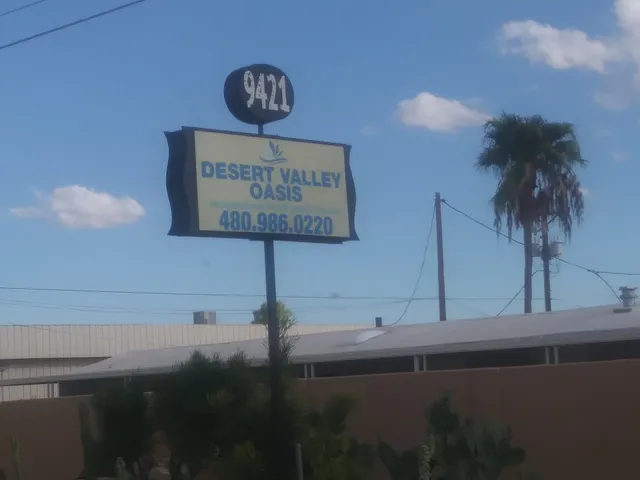 9421
DESERT VALLEY
OASIS
480.986.0220